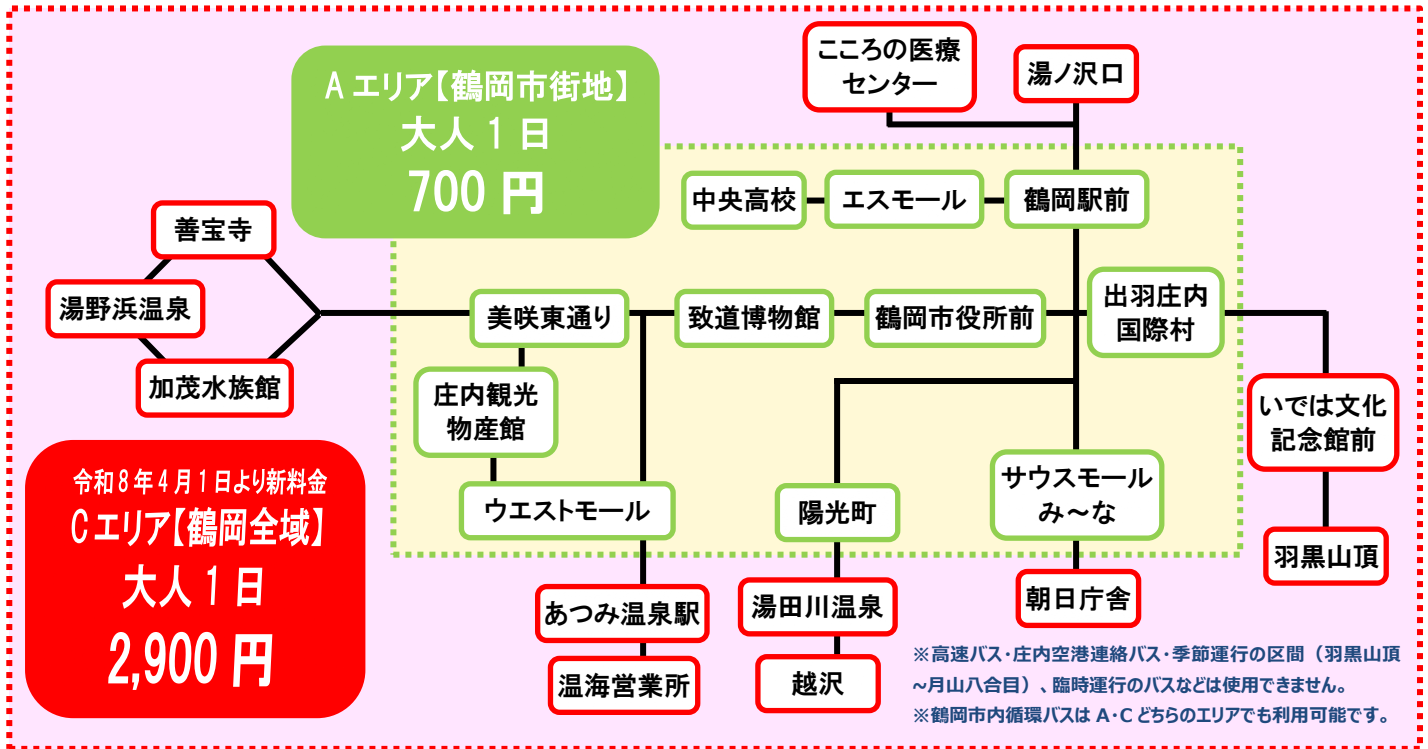 Aエリア【鶴岡市街地】
大人1日
700円
こころの医療
センター
湯ノ沢口
中央高校
エスモール
鶴岡駅前
善宝寺
湯野浜温泉
加茂水族館
美咲東通り
致道博物館
鶴岡市役所前
出羽庄内
国際村
庄内観光
物産館
いでは文化
記念館前
ウエストモール
陽光町
サウスモール
み～な
羽黒山頂
令和8年4月1日より新料金
Cエリア【鶴岡全域】
大人1日
2,900円
あつみ温泉駅
湯田川温泉
朝日庁舎
温海営業所
越沢
※高速バス・庄内空港連絡バス・季節運行の区間（羽黒山頂
~月山八合目）、臨時運行のバスなどは使用できません。
※鶴岡市内循環バスは A・C どちらのエリアでも利用可能です。